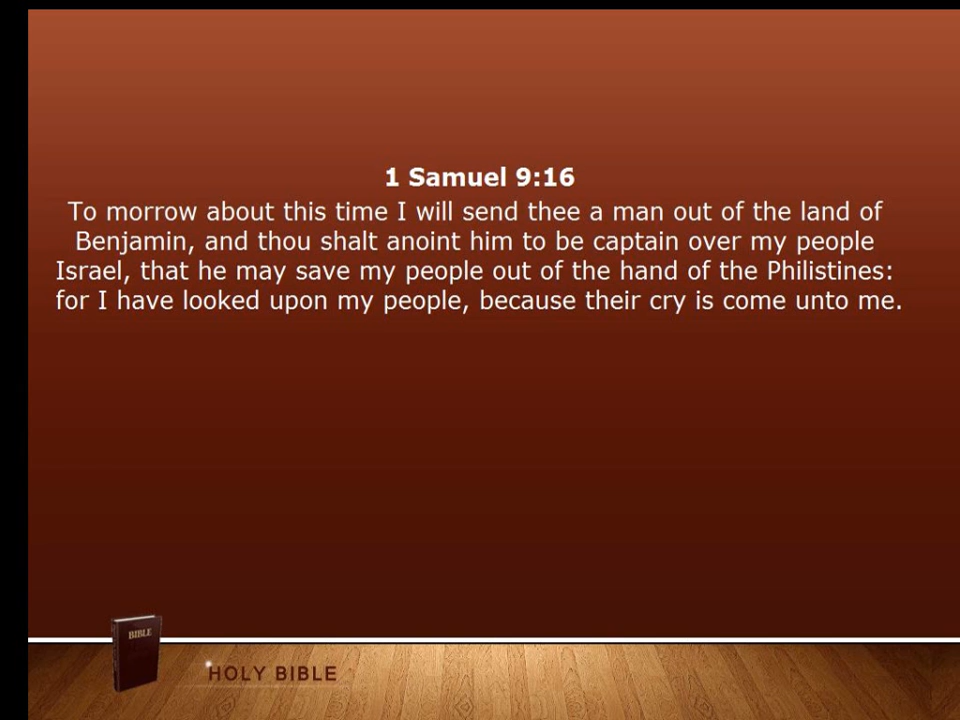 1 Samuel 9:16
To morrow about this time I will send thee a man out of the land of
Benjamin, and thou shalt anoint him to be captain over my people
Israel, that he may save my people out of the hand of the Philistines:
for I have looked upon my people, because their cry is come unto me.
BIBLE
HOLY BIBLE